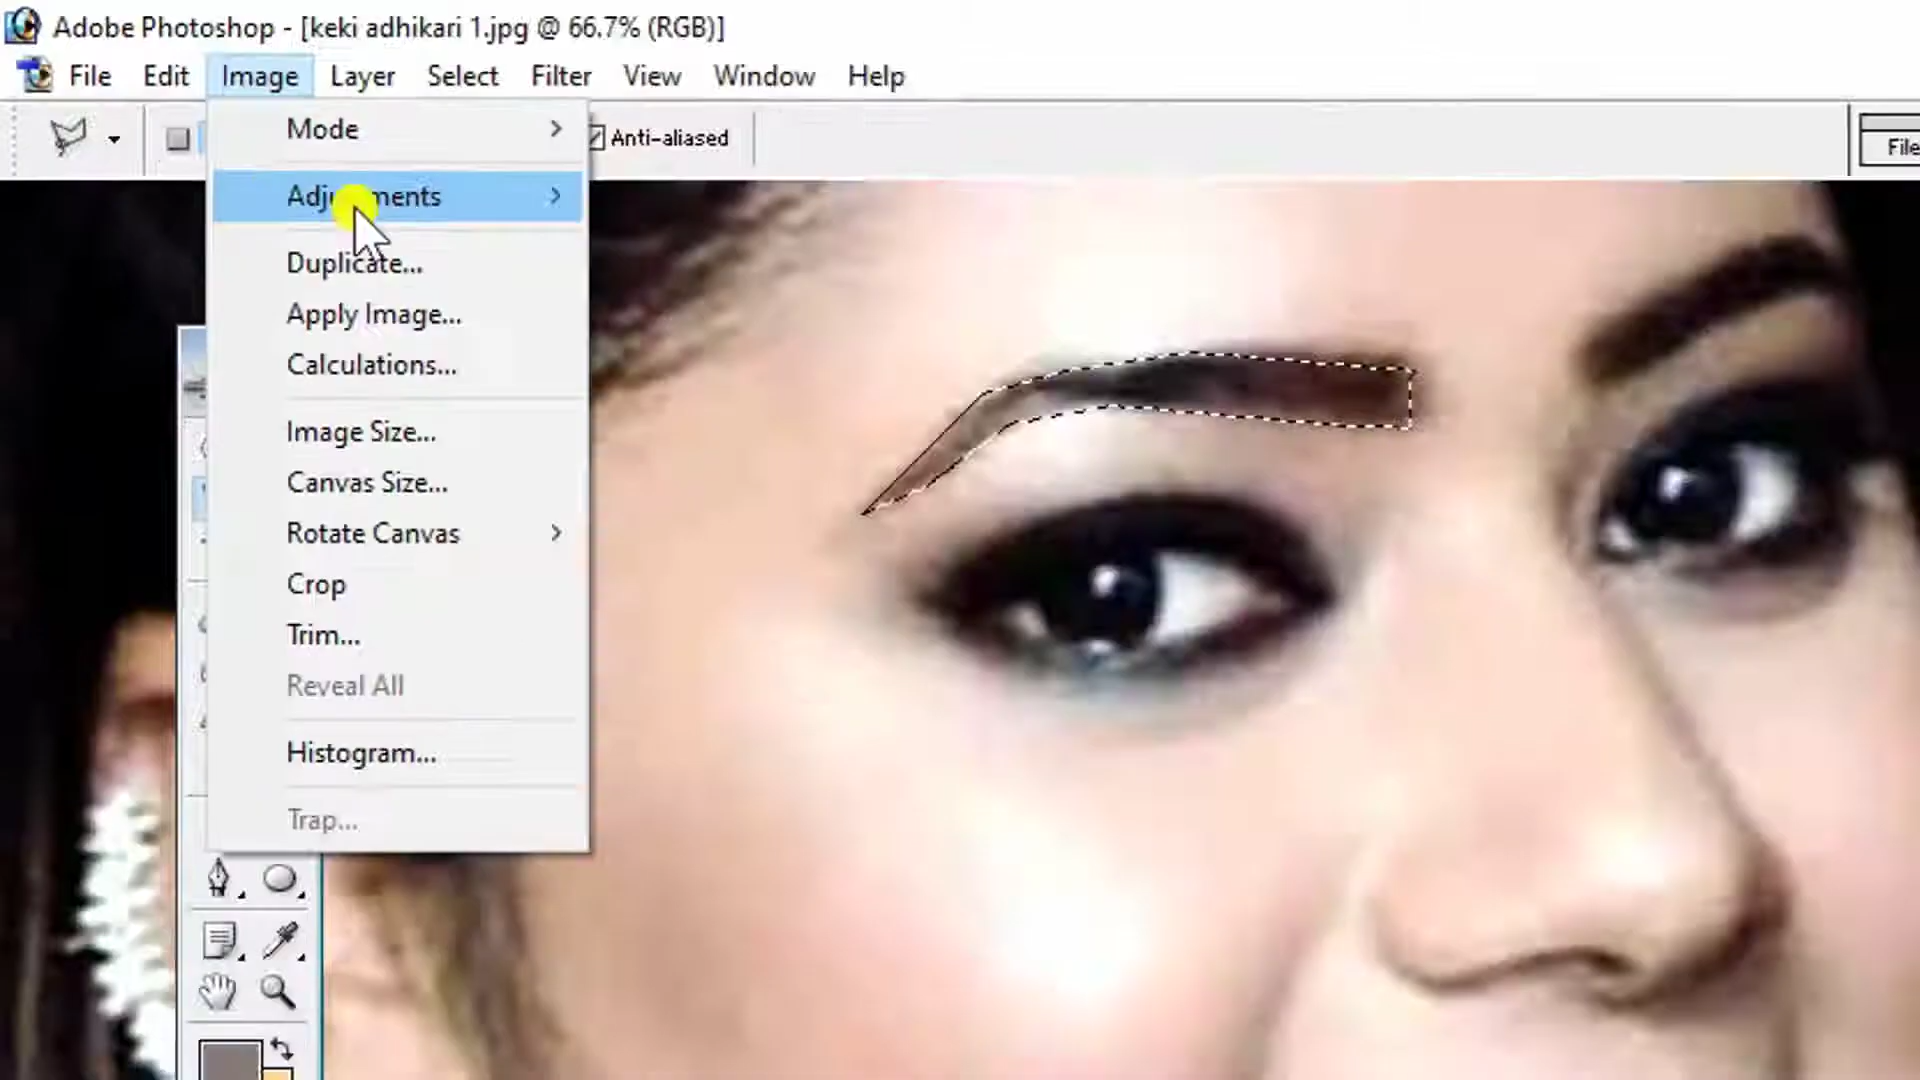 Adobe Photoshop - [keki adhikari 1.jpg @ 66.7% (RGB)]
File Edit Image Layer Select Filter View Window Help
Anti-aliased
File
Mode
Adjustments
Duplicate...
Apply Image...
Calculations...
Image Size...
Canvas Size...
Rotate Canvas
Crop
Trim...
Reveal All
Histogram...
Trap...